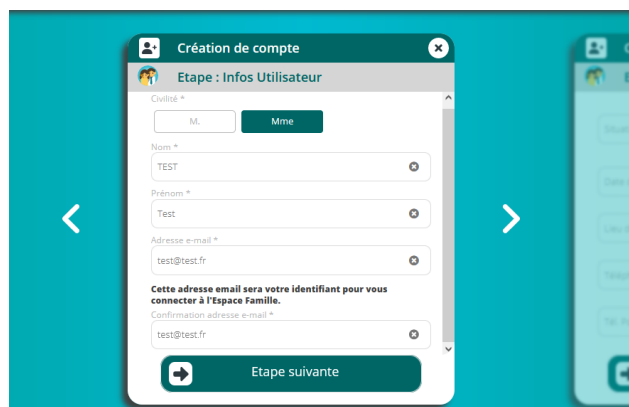 Création de compte
Etape : Infos Utilisateur
Civilité *
M.
Mme
Nom *
TEST
Prénom *
Test
Adresse e-mail *
test@test.fr
Cette adresse email sera votre identifiant pour vous
connecter à l'Espace Famille.
Confirmation adresse e-mail *
test@test.fr
Etape suivante